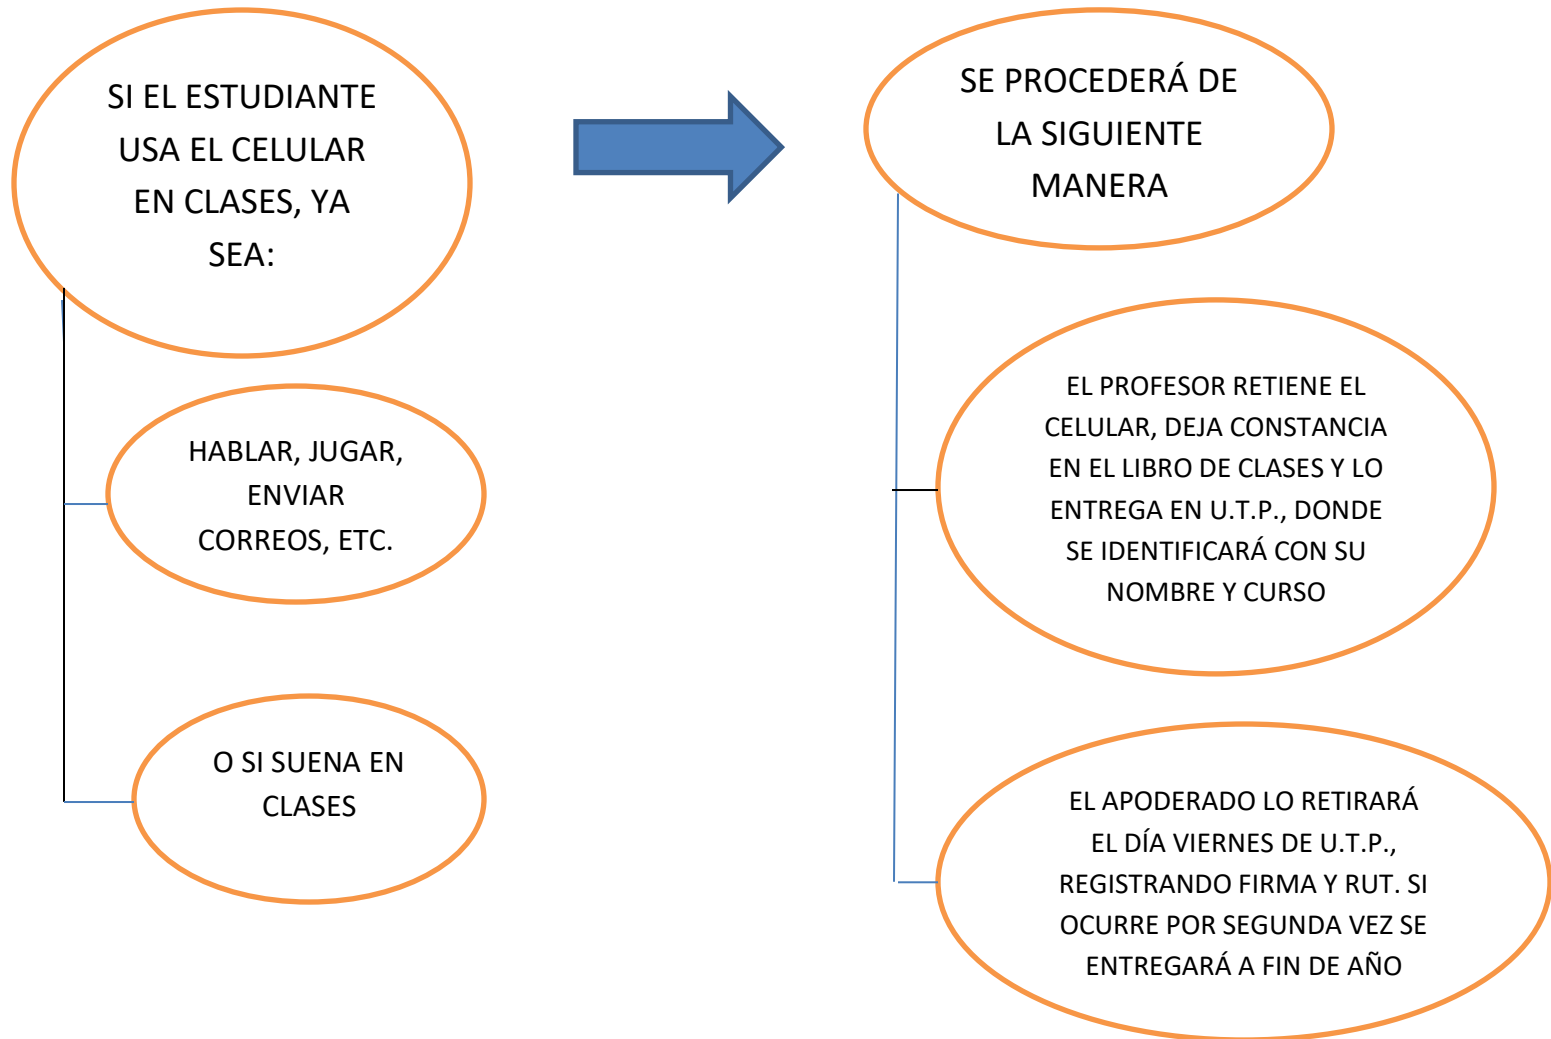 SI EL ESTUDIANTE
USA EL CELULAR
EN CLASES, YA
SEA:
HABLAR, JUGAR,
ENVIAR
CORREOS, ETC.
O SI SUENA EN
CLASES
SE PROCEDERÁ DE
LA SIGUIENTE
MANERA
EL PROFESOR RETIENE EL
CELULAR, DEJA CONSTANCIA
EN EL LIBRO DE CLASES Y LO
ENTREGA EN U.T.P., DONDE
SE IDENTIFICARÁ CON SU
NOMBRE Y CURSO
EL APODERADO LO RETIRARÁ
EL DÍA VIERNES DE U.T.P.,
REGISTRANDO FIRMA Y RUT. SI
OCURRE POR SEGUNDA VEZ SE
ENTREGARÁ A FIN DE AÑO